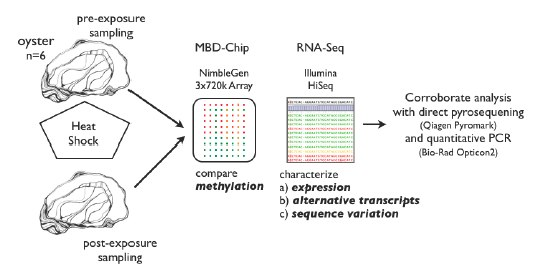 pre-exposure
sampling
oyster
n=6
Heat
Shock
post-exposure
sampling
MBD-Chip
NimbleGen
3x720k Array
compare
methylation
RNA-Seq
Illumina
HiSeq
characterize
a) expression
b) alternative transcripts
c) sequence variation
Corroborate analysis
with direct pyrosequening
(Qiagen Pyromark)
and quantitative PCR
(Bio-Rad Opticon2)